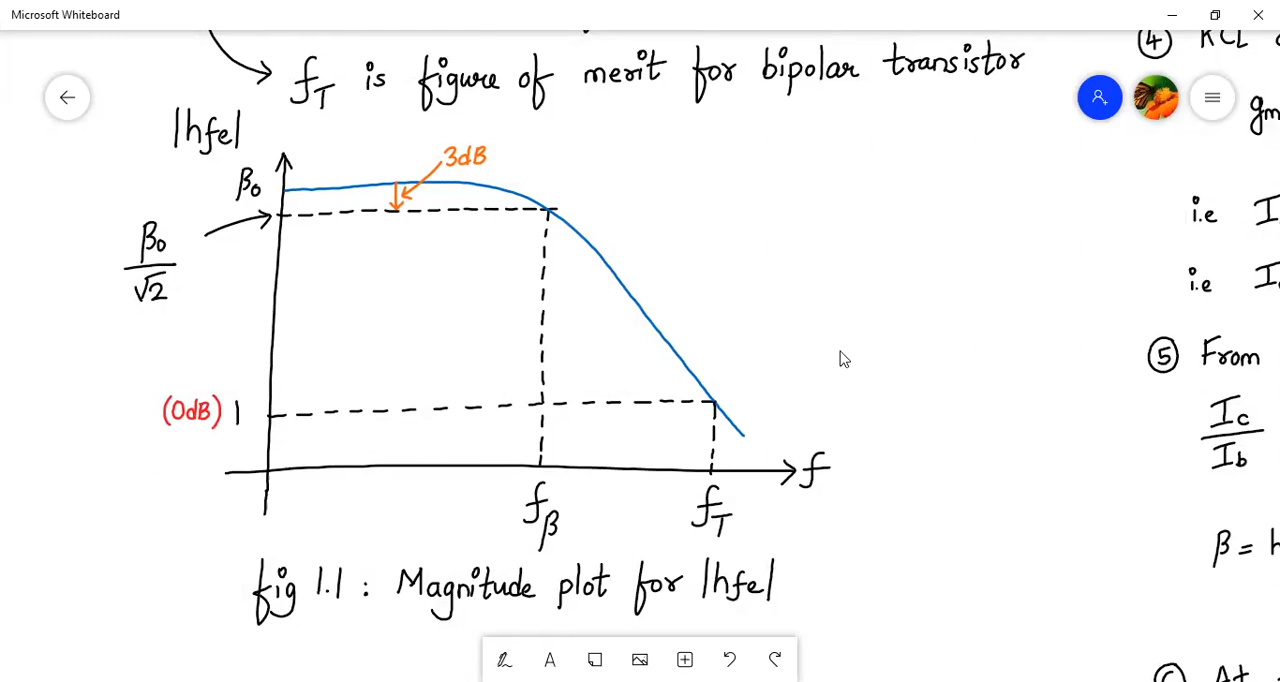 Microsoft Whiteboard
fT is figure of merit for bipolar transistor
|hfe|
β₀
3dB
β₀/√2
(0dB) 1
f
fβ
fT
fig 1.1 : Magnitude plot for |hfe|
④ KCL
gm
i.e I
i.e I
⑤ From
Ic/Ib
β = h
At